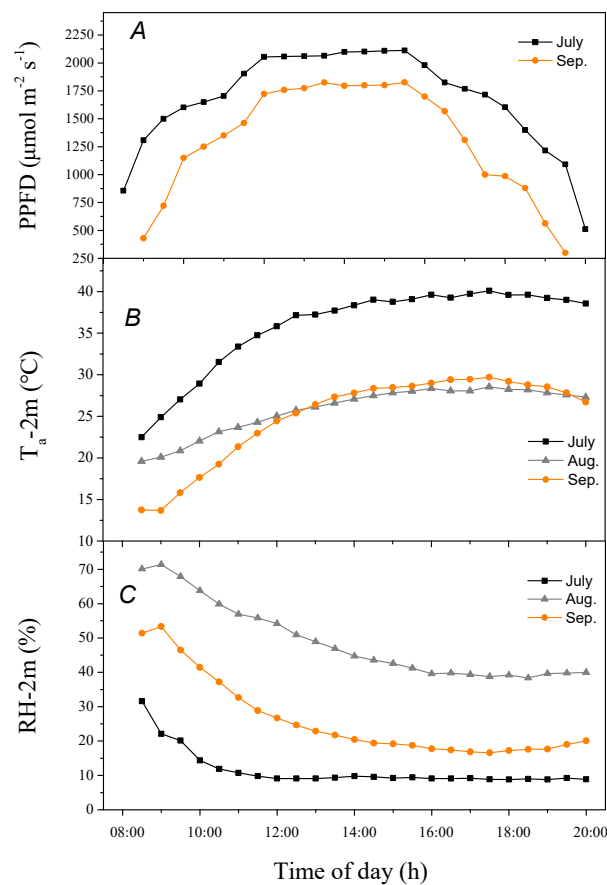 A
July
Sep.
2250
2000
1750
1500
1250
1000
750
500
250
PPFD (µmol m⁻² s⁻¹)
B
40
35
30
25
20
15
10
Tₐ-2m (°C)
July
Aug.
Sep.
C
70
60
50
40
30
20
10
0
RH-2m (%)
July
Aug.
Sep.
08:00 10:00 12:00 14:00 16:00 18:00 20:00
Time of day (h)